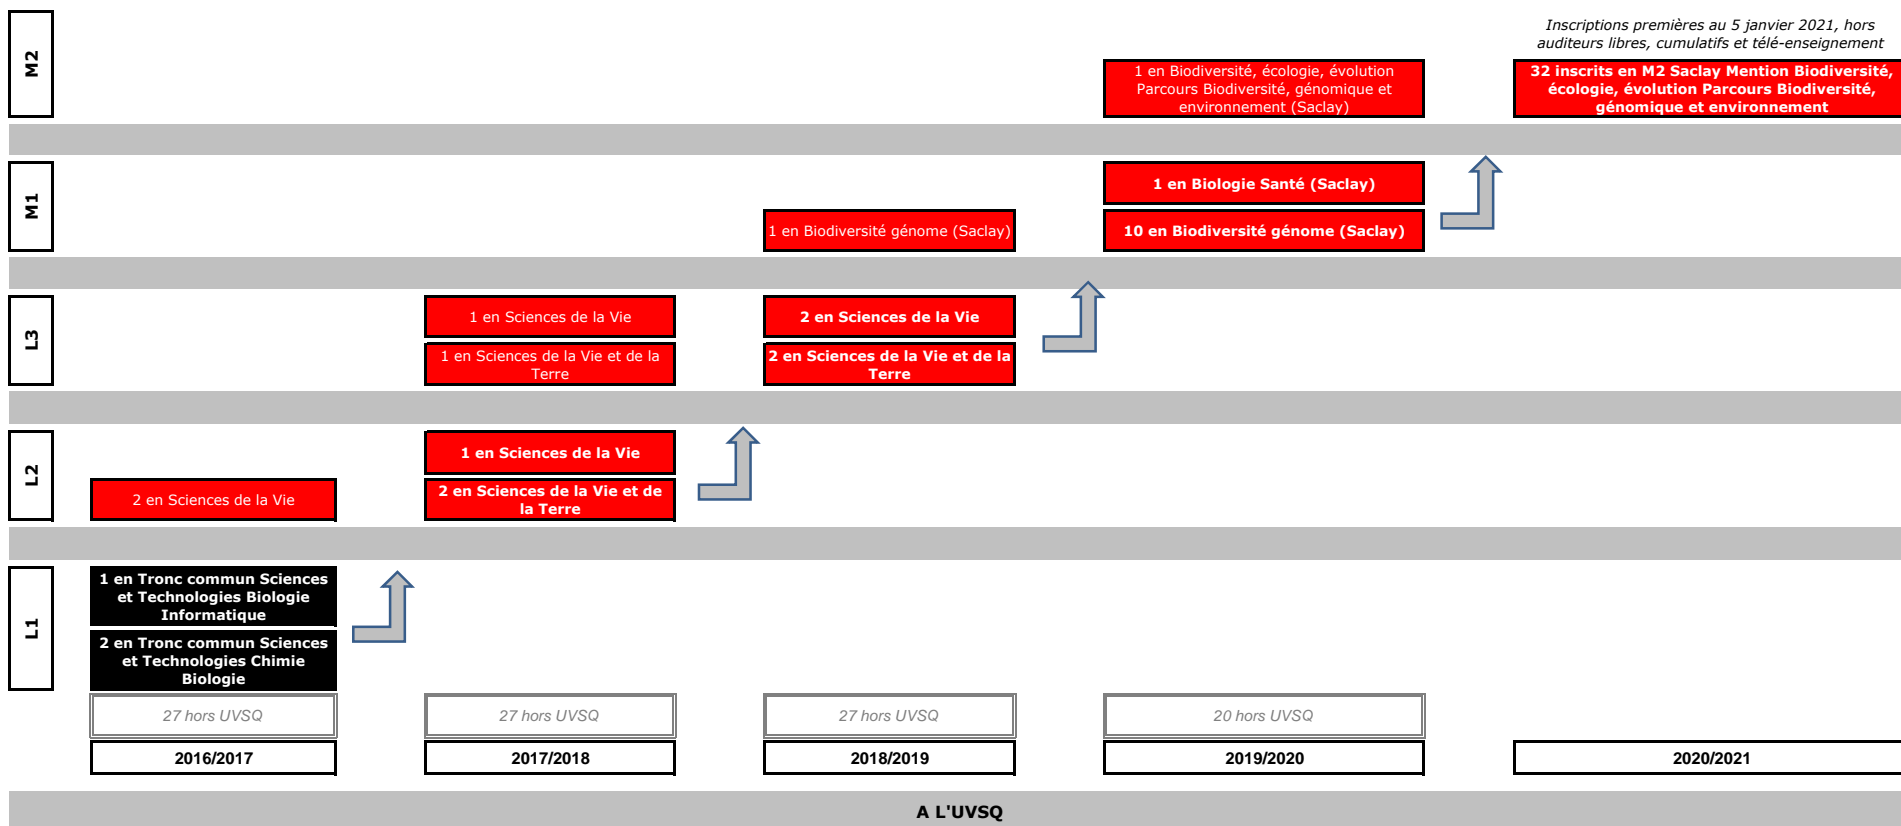 M2
Inscriptions premières au 5 janvier 2021, hors
auditeurs libres, cumulatifs et télé-enseignement
1 en Biodiversité, écologie, évolution
Parcours Biodiversité, génomique et
environnement (Saclay)
32 inscrits en M2 Saclay Mention Biodiversité,
écologie, évolution Parcours Biodiversité,
génomique et environnement
M1
1 en Biologie Santé (Saclay)
1 en Biodiversité génome (Saclay)
10 en Biodiversité génome (Saclay)
L3
1 en Sciences de la Vie
2 en Sciences de la Vie
1 en Sciences de la Vie et de la
Terre
2 en Sciences de la Vie et de la
Terre
L2
1 en Sciences de la Vie
2 en Sciences de la Vie
2 en Sciences de la Vie et de
la Terre
L1
1 en Tronc commun Sciences
et Technologies Biologie
Informatique
2 en Tronc commun Sciences
et Technologies Chimie
Biologie
27 hors UVSQ
27 hors UVSQ
27 hors UVSQ
20 hors UVSQ
2016/2017
2017/2018
2018/2019
2019/2020
2020/2021
A L'UVSQ